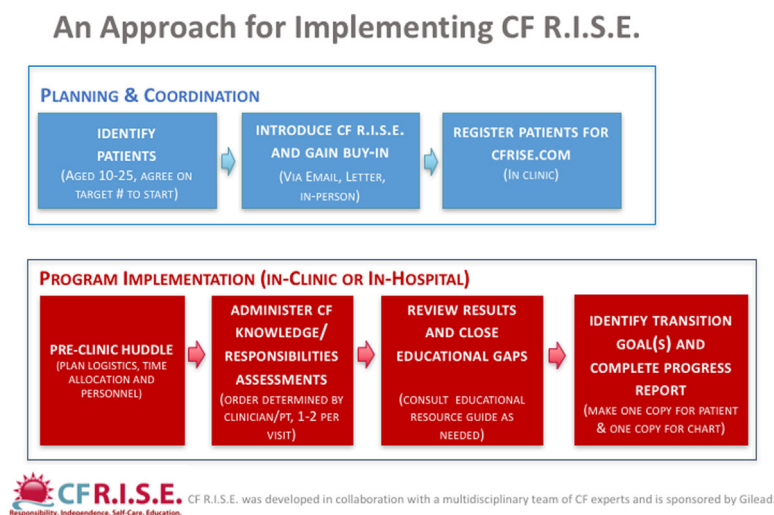 An Approach for Implementing CF R.I.S.E.
PLANNING & COORDINATION
IDENTIFY
PATIENTS
(AGED 10-25, AGREE ON
TARGET # TO START)
INTRODUCE CF R.I.S.E.
AND GAIN BUY-IN
(VIA EMAIL, LETTER,
IN-PERSON)
REGISTER PATIENTS FOR
CFRISE.COM
(IN CLINIC)
PROGRAM IMPLEMENTATION (IN-CLINIC OR IN-HOSPITAL)
PRE-CLINIC HUDDLE
(PLAN LOGISTICS, TIME
ALLOCATION AND
PERSONNEL)
ADMINISTER CF
KNOWLEDGE/
RESPONSIBILITIES
ASSESSMENTS
(ORDER DETERMINED BY
CLINICIAN/PT, 1-2 PER
VISIT)
REVIEW RESULTS
AND CLOSE
EDUCATIONAL GAPS
(CONSULT EDUCATIONAL
RESOURCE GUIDE AS
NEEDED)
IDENTIFY TRANSITION
GOAL(S) AND
COMPLETE PROGRESS
REPORT
(MAKE ONE COPY FOR PATIENT
& ONE COPY FOR CHART)
CF R.I.S.E.
Responsibility. Independence. Self-Care. Education.
CF R.I.S.E. was developed in collaboration with a multidisciplinary team of CF experts and is sponsored by Gilead